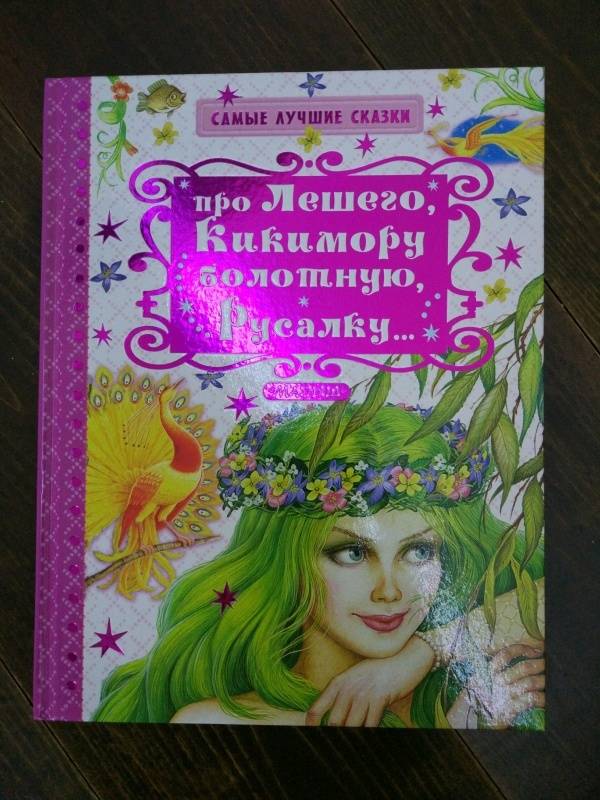 САМЫЕ ЛУЧШИЕ СКАЗКИ
про Лешего,
Кикимору
болотную,
Русалку...